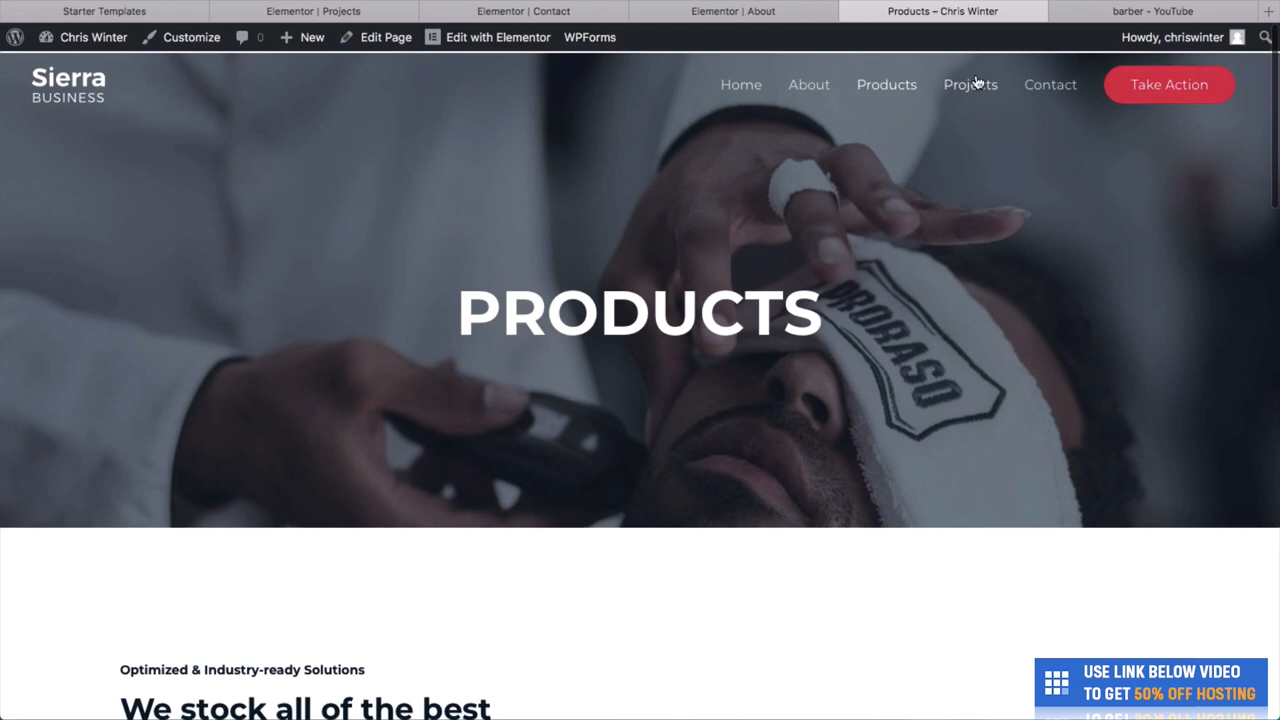 Starter Templates
Elementor | Projects
Elementor | Contact
Elementor | About
Products – Chris Winter
barber - YouTube
Chris Winter
Customize
0
New
Edit Page
Edit with Elementor
WPForms
Howdy, chriswinter
Sierra
BUSINESS
Home
About
Products
Projects
Contact
Take Action
PRORASO
PRODUCTS
Optimized & Industry-ready Solutions
We stock all of the best
USE LINK BELOW VIDEO
TO GET 50% OFF HOSTING